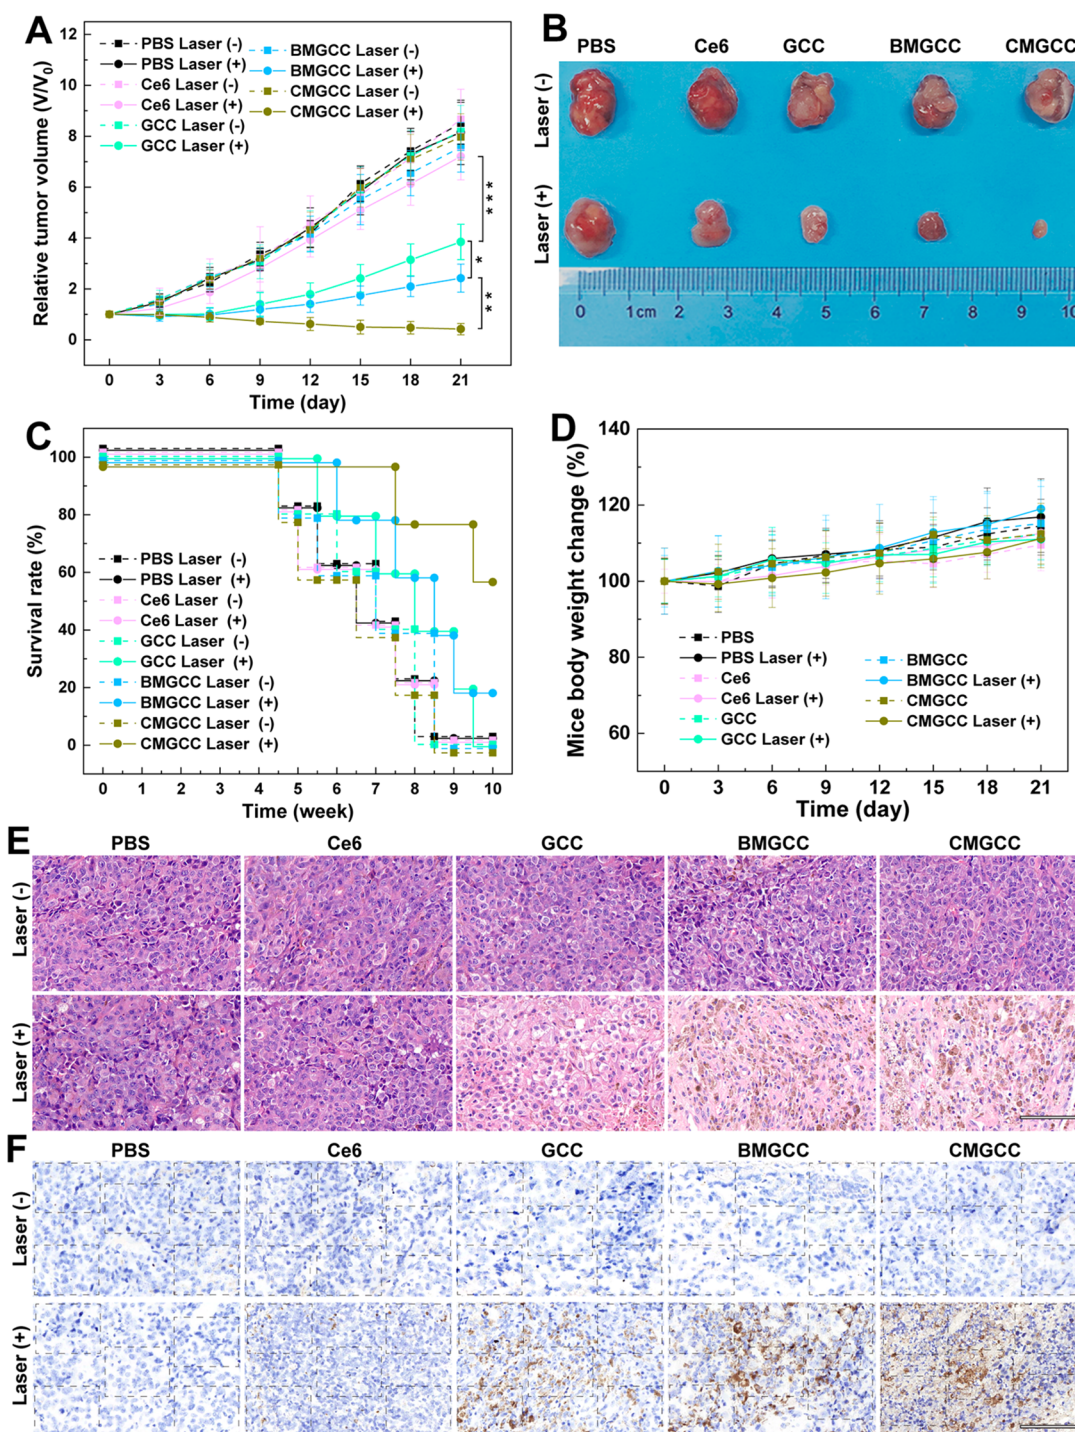 A
12
10
8
6
4
2
0
Relative tumor volume (V/V0)
PBS Laser (-)
PBS Laser (+)
Ce6 Laser (-)
Ce6 Laser (+)
GCC Laser (-)
GCC Laser (+)
BMGCC Laser (-)
BMGCC Laser (+)
CMGCC Laser (-)
CMGCC Laser (+)
***
*
**
0 3 6 9 12 15 18 21
Time (day)
B
PBS Ce6 GCC BMGCC CMGCC
Laser (-)
Laser (+)
0 1cm 2 3 4 5 6 7 8 9 10
C
100
80
60
40
20
0
Survival rate (%)
PBS Laser (-)
PBS Laser (+)
Ce6 Laser (-)
Ce6 Laser (+)
GCC Laser (-)
GCC Laser (+)
BMGCC Laser (-)
BMGCC Laser (+)
CMGCC Laser (-)
CMGCC Laser (+)
0 1 2 3 4 5 6 7 8 9 10
Time (week)
D
140
120
100
80
60
Mice body weight change (%)
PBS
PBS Laser (+)
Ce6
Ce6 Laser (+)
GCC
GCC Laser (+)
BMGCC
BMGCC Laser (+)
CMGCC
CMGCC Laser (+)
0 3 6 9 12 15 18 21
Time (day)
E
PBS Ce6 GCC BMGCC CMGCC
Laser (-)
Laser (+)
F
PBS Ce6 GCC BMGCC CMGCC
Laser (-)
Laser (+)